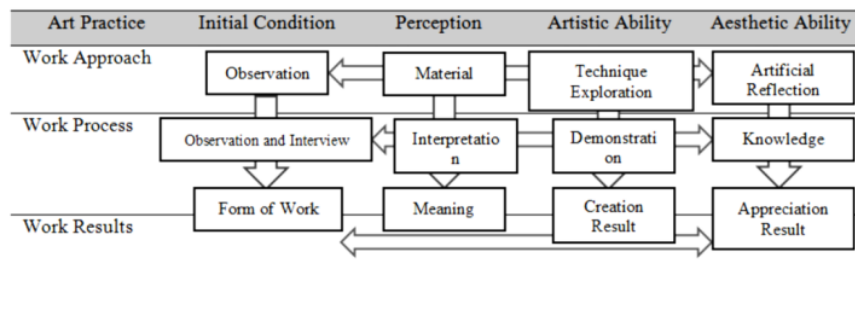 Art Practice Initial Condition Perception Artistic Ability Aesthetic Ability
Work Approach
Observation
Material
Technique
Exploration
Artificial
Reflection
Work Process
Observation and Interview
Interpretatio
n
Demonstrati
on
Knowledge
Form of Work
Meaning
Creation
Result
Appreciation
Result
Work Results